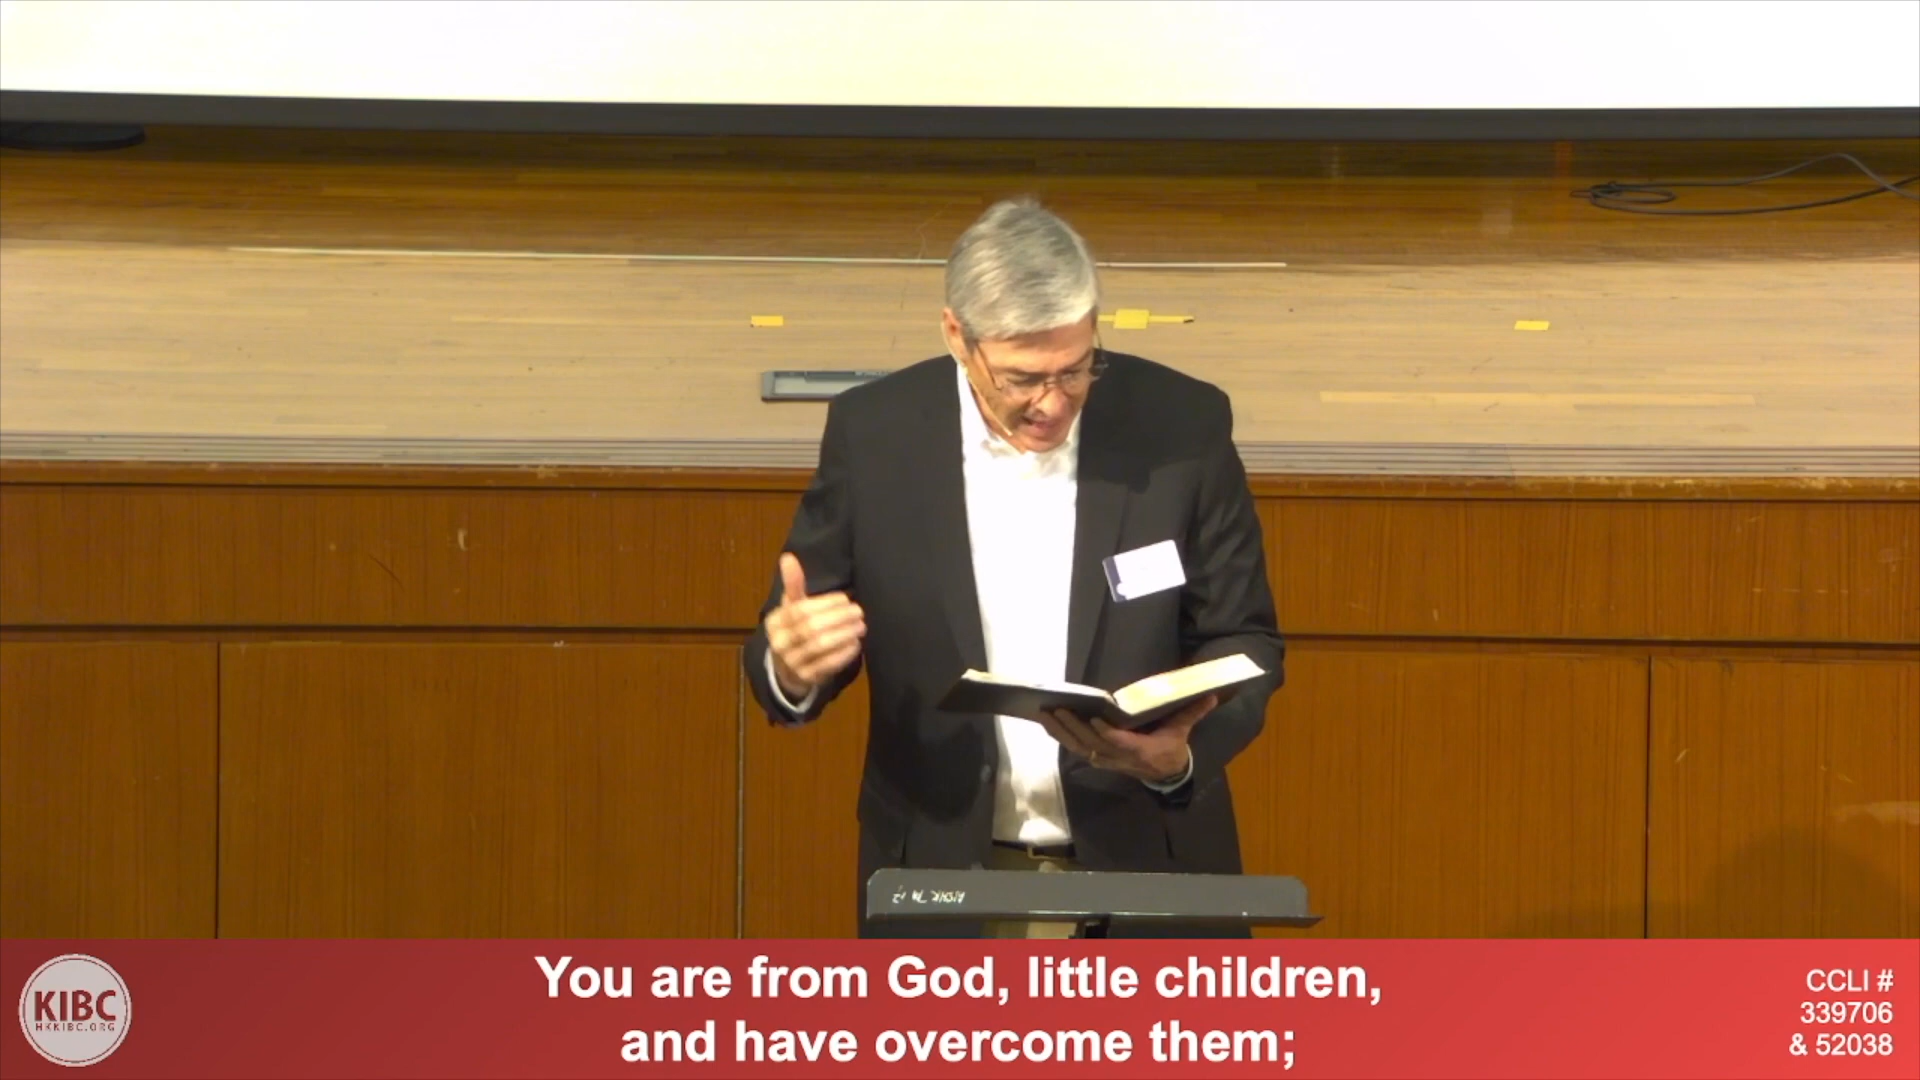 You are from God, little children,
and have overcome them;
KIBC
HKKIBC.ORG
CCLI #
339706
& 52038